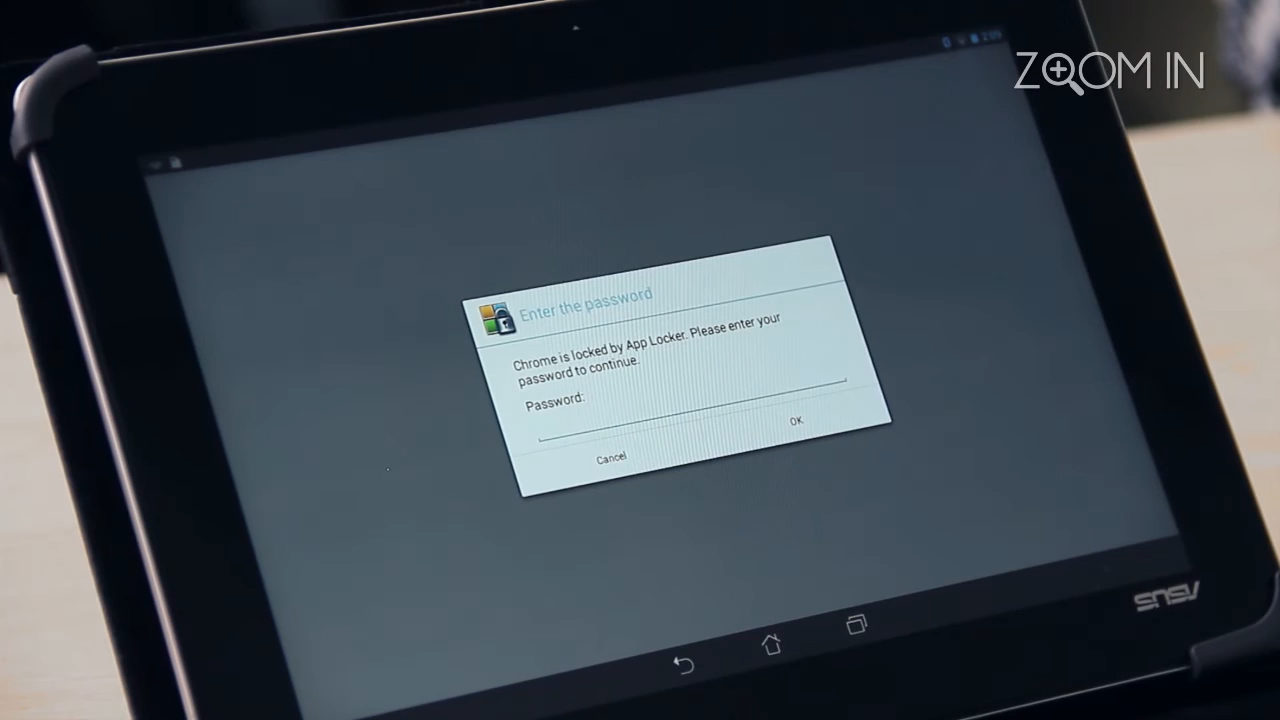 ZOOM IN
Enter the password
Chrome is locked by App Locker. Please enter your
password to continue.
Password:
Cancel
OK
ASUS